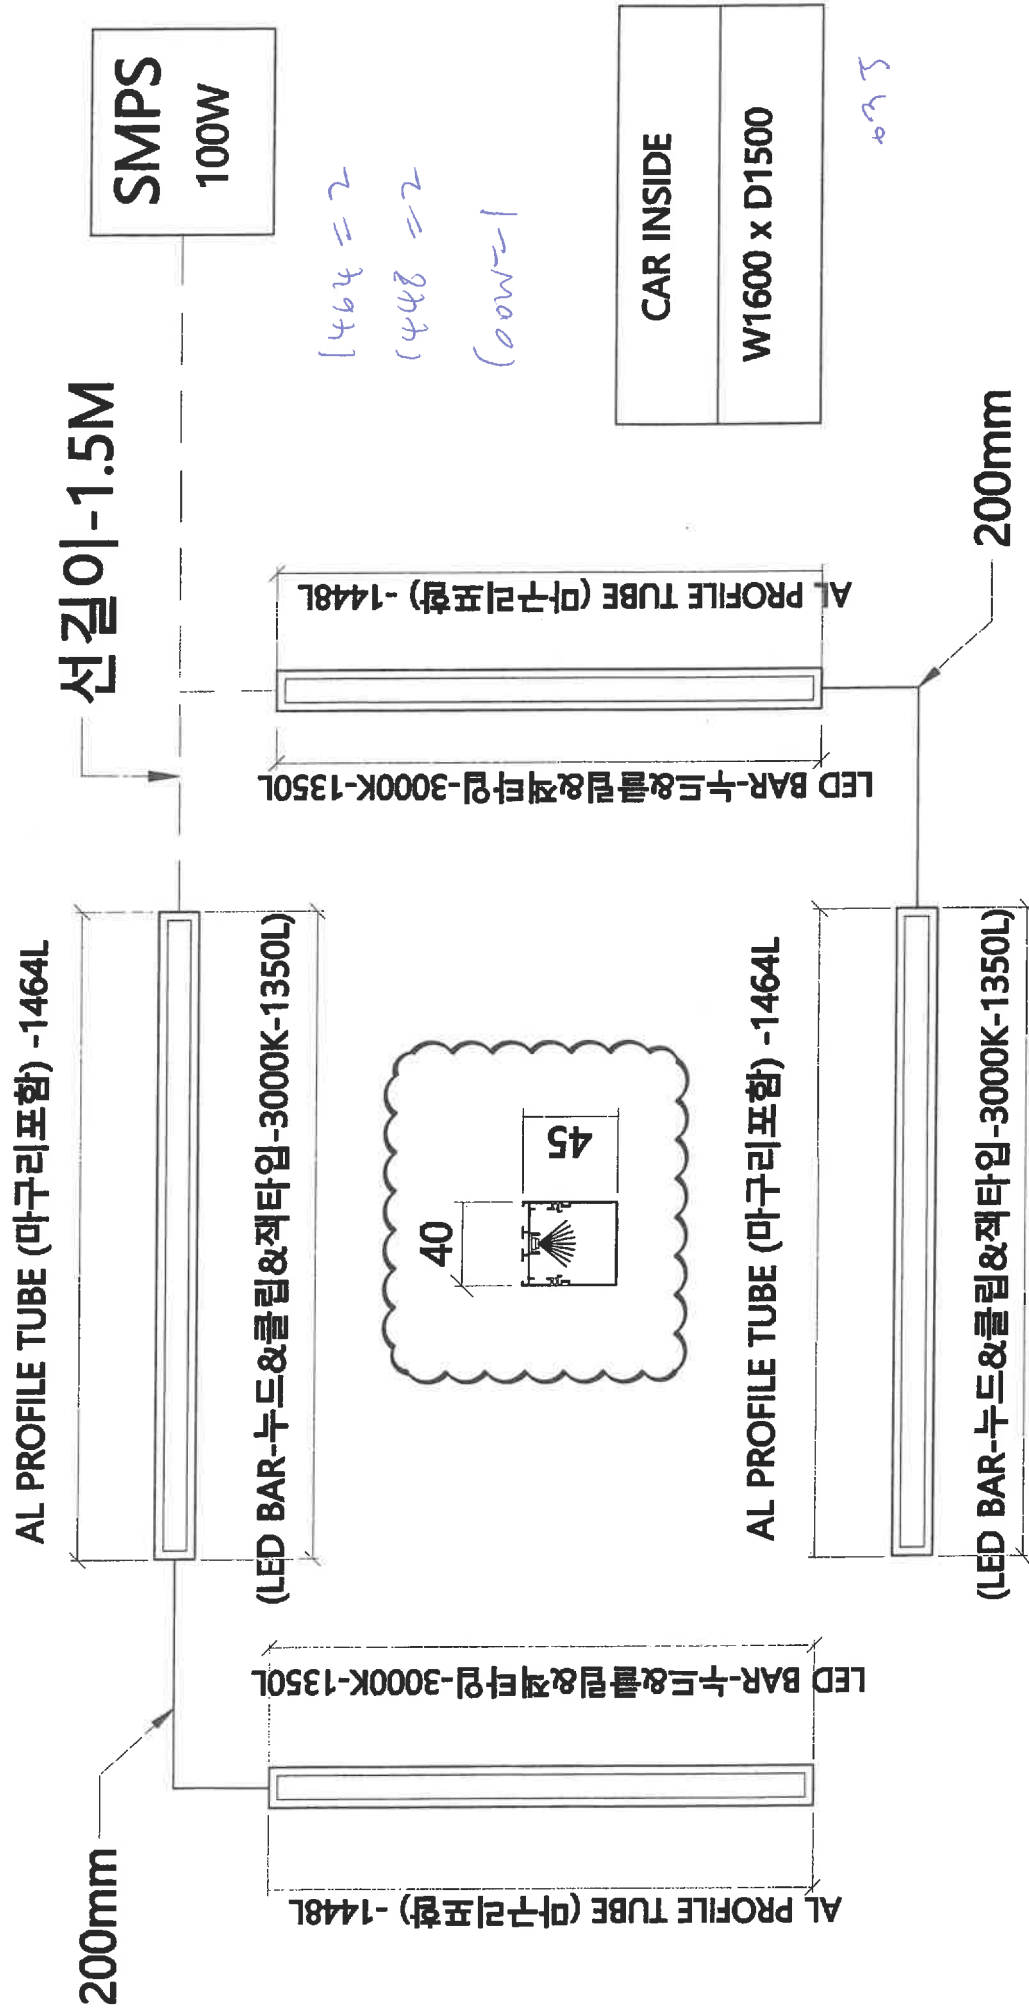 200mm
AL PROFILE TUBE (마구리포함) -1464L
선길이-1.5M
SMPS
100W
(LED BAR-누드&클립&잭타입-3000K-1350L)
AL PROFILE TUBE (마구리포함) -1448L
LED BAR-누드&클립&잭타입-3000K-1350L
40
45
LED BAR-누드&클립&잭타입-3000K-1350L
AL PROFILE TUBE (마구리포함) -1448L
1464 = 2
1448 = 2
100W-1
CAR INSIDE
W1600 x D1500
AL PROFILE TUBE (마구리포함) -1464L
(LED BAR-누드&클립&잭타입-3000K-1350L)
200mm